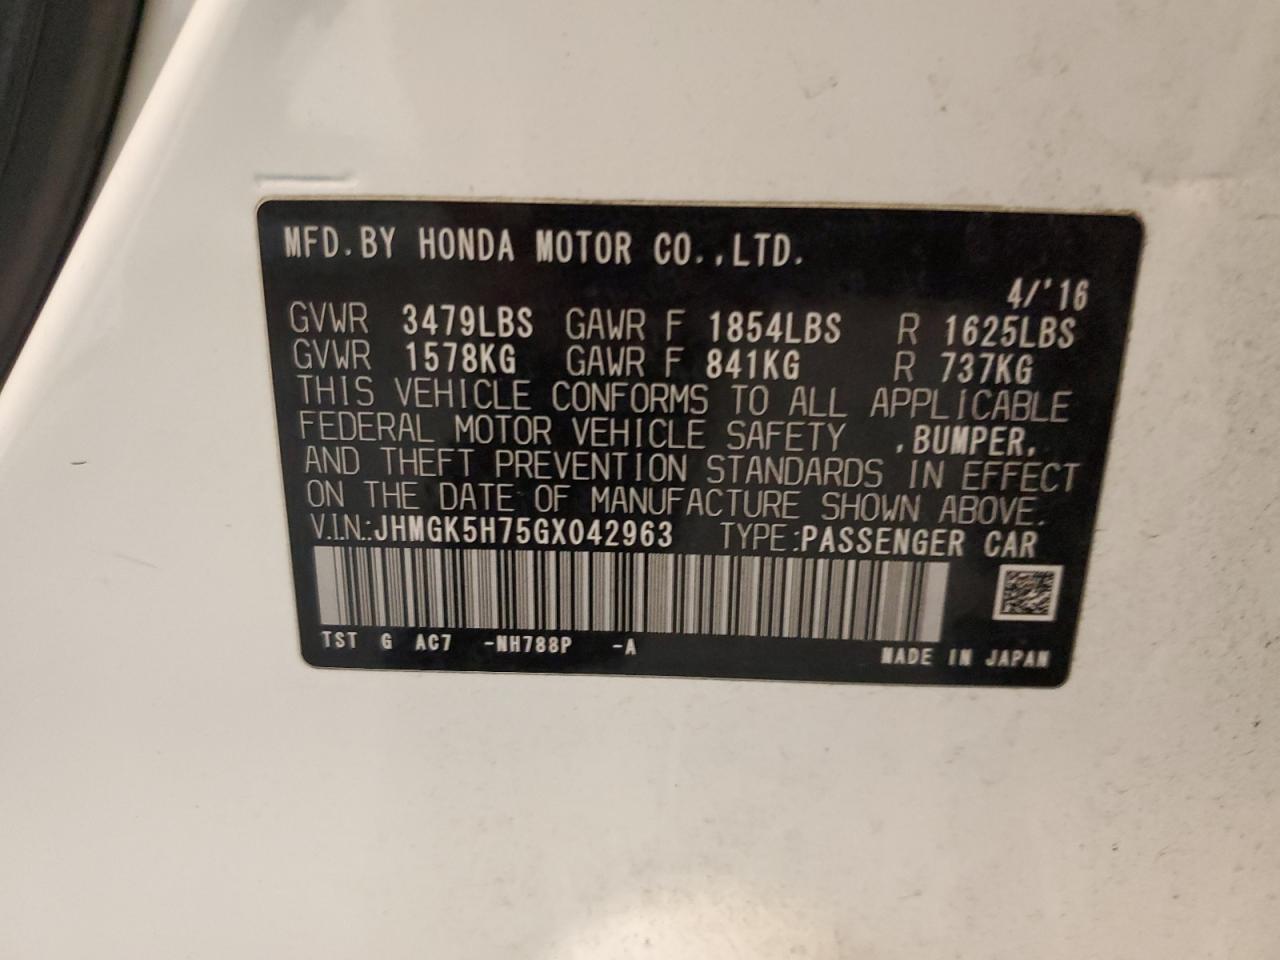 MFD. BY HONDA MOTOR CO.,LTD.
4/'16
GVWR 3479LBS GAWR F 1854LBS R 1625LBS
GVWR 1578KG GAWR F 841KG R 737KG
THIS VEHICLE CONFORMS TO ALL APPLICABLE
FEDERAL MOTOR VEHICLE SAFETY ,BUMPER,
AND THEFT PREVENTION STANDARDS IN EFFECT
ON THE DATE OF MANUFACTURE SHOWN ABOVE.
V.I.N.:JHMGK5H75GX042963 TYPE:PASSENGER CAR
TST G AC7 -NH788P -A
MADE IN JAPAN